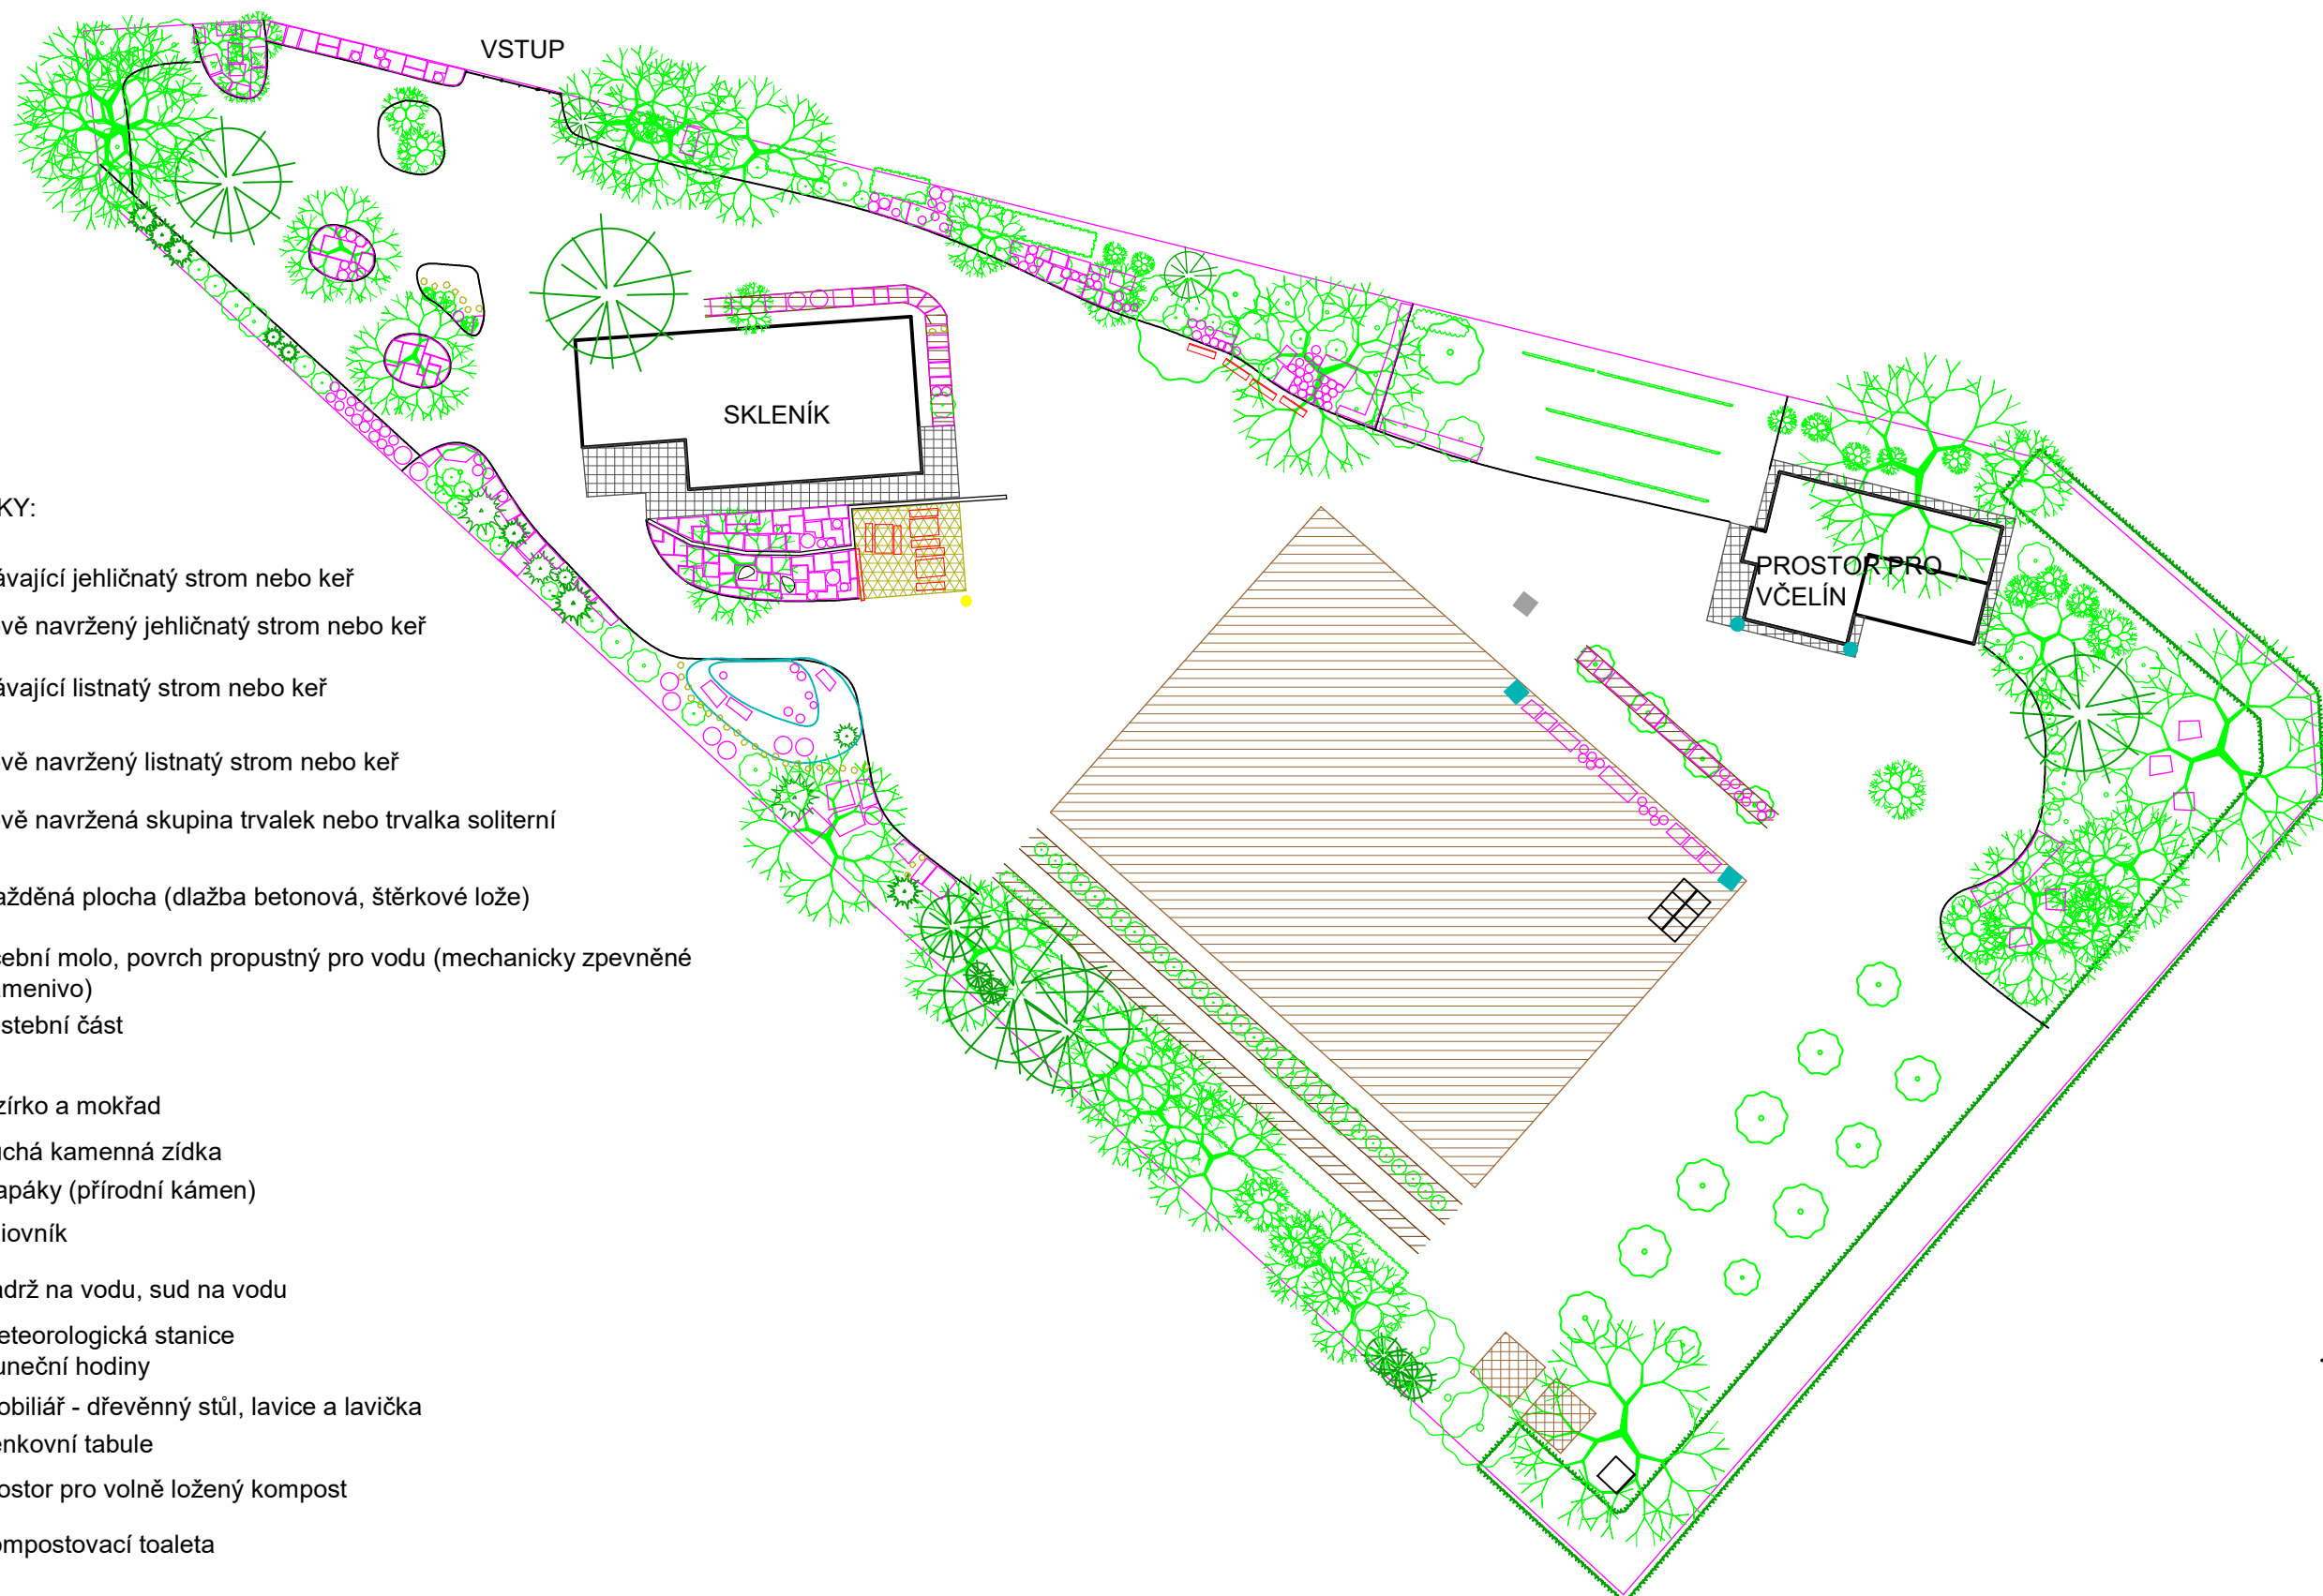 VSTUP
SKLENÍK
PROSTOR PRO
VČELÍN
KY:
ávající jehličnatý strom nebo keř
vě navržený jehličnatý strom nebo keř
ávající listnatý strom nebo keř
vě navržený listnatý strom nebo keř
vě navržená skupina trvalek nebo trvalka soliterní
ažděná plocha (dlažba betonová, štěrkové lože)
ební molo, povrch propustný pro vodu (mechanicky zpevněné
amenivo)
stební část
zírko a mokřad
uchá kamenná zídka
apáky (přírodní kámen)
iovník
adrž na vodu, sud na vodu
eteorologická stanice
uneční hodiny
obiliář - dřevěnný stůl, lavice a lavička
enkovní tabule
ostor pro volně ložený kompost
ompostovací toaleta